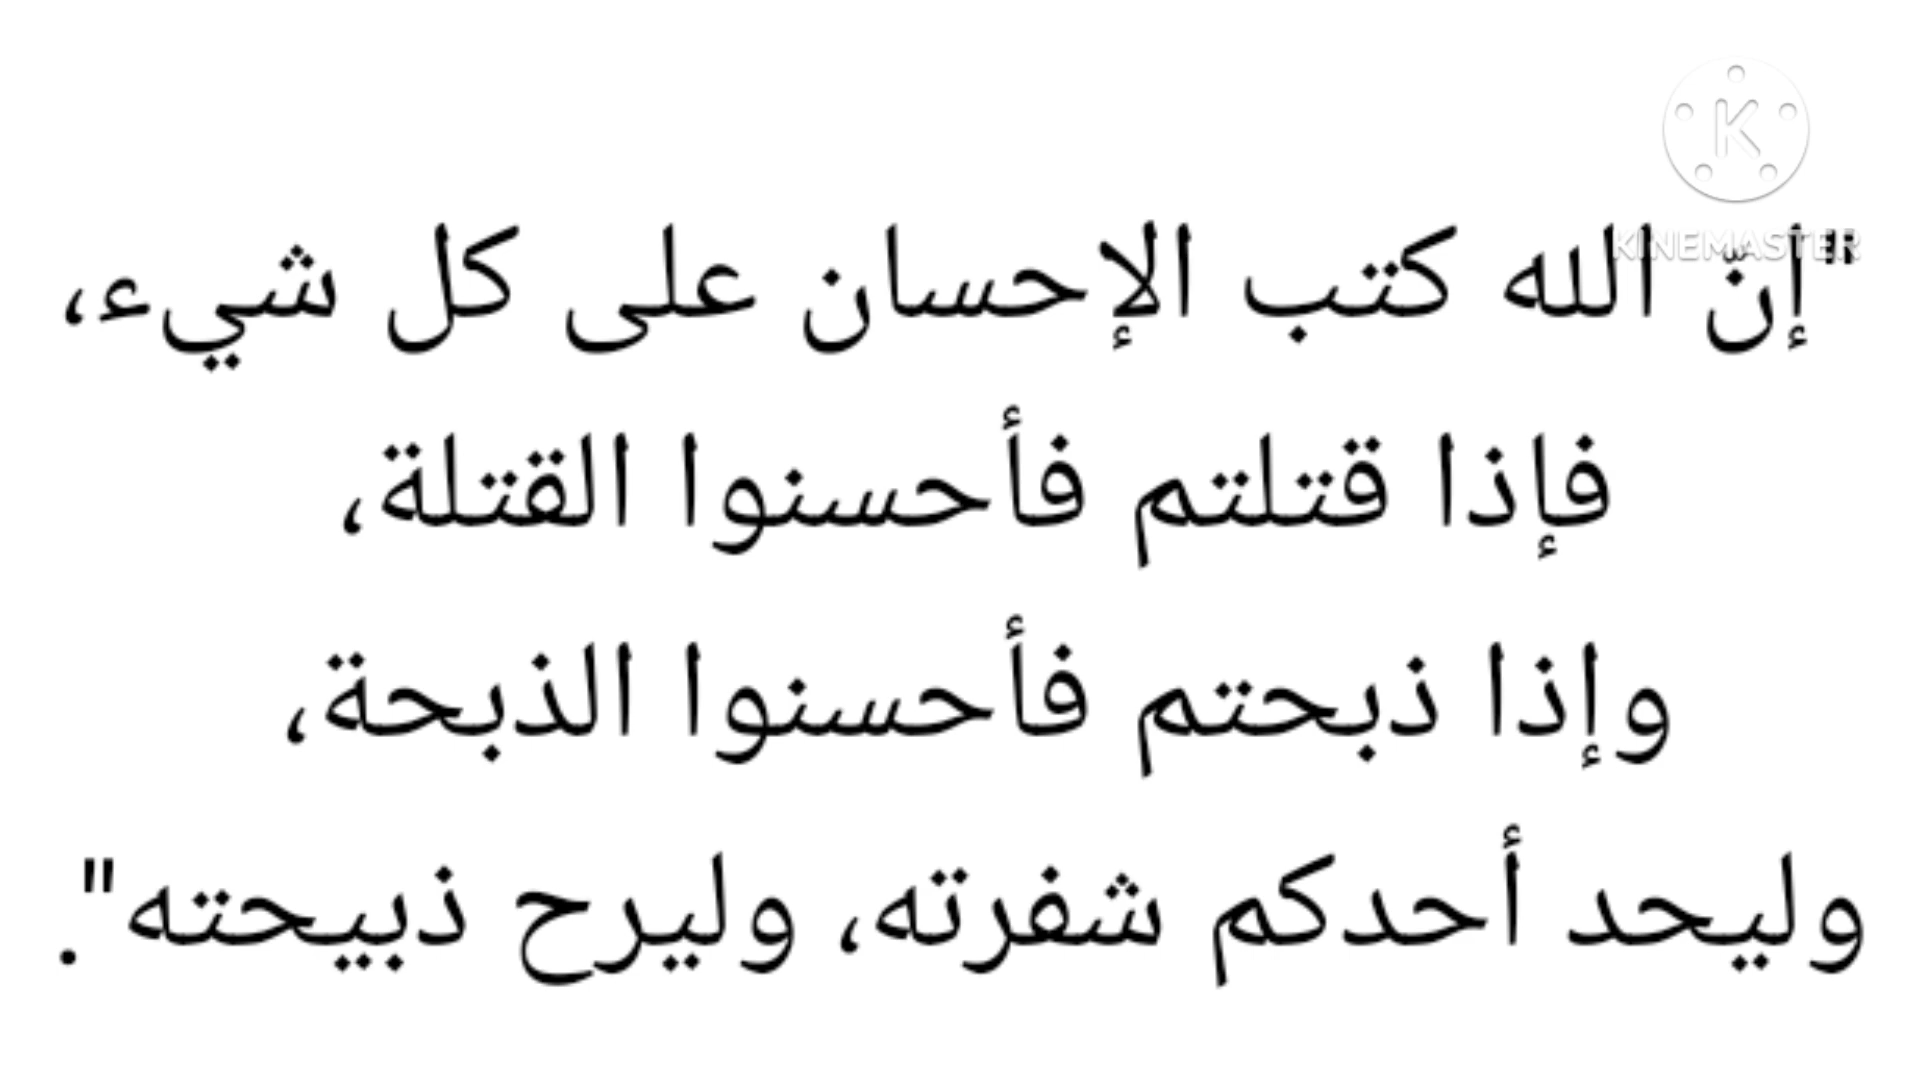 KINEMASTER
"إنّ الله كتب الإحسان على كل شيء،
فإذا قتلتم فأحسنوا القتلة،
وإذا ذبحتم فأحسنوا الذبحة،
وليحد أحدكم شفرته، وليرح ذبيحته".